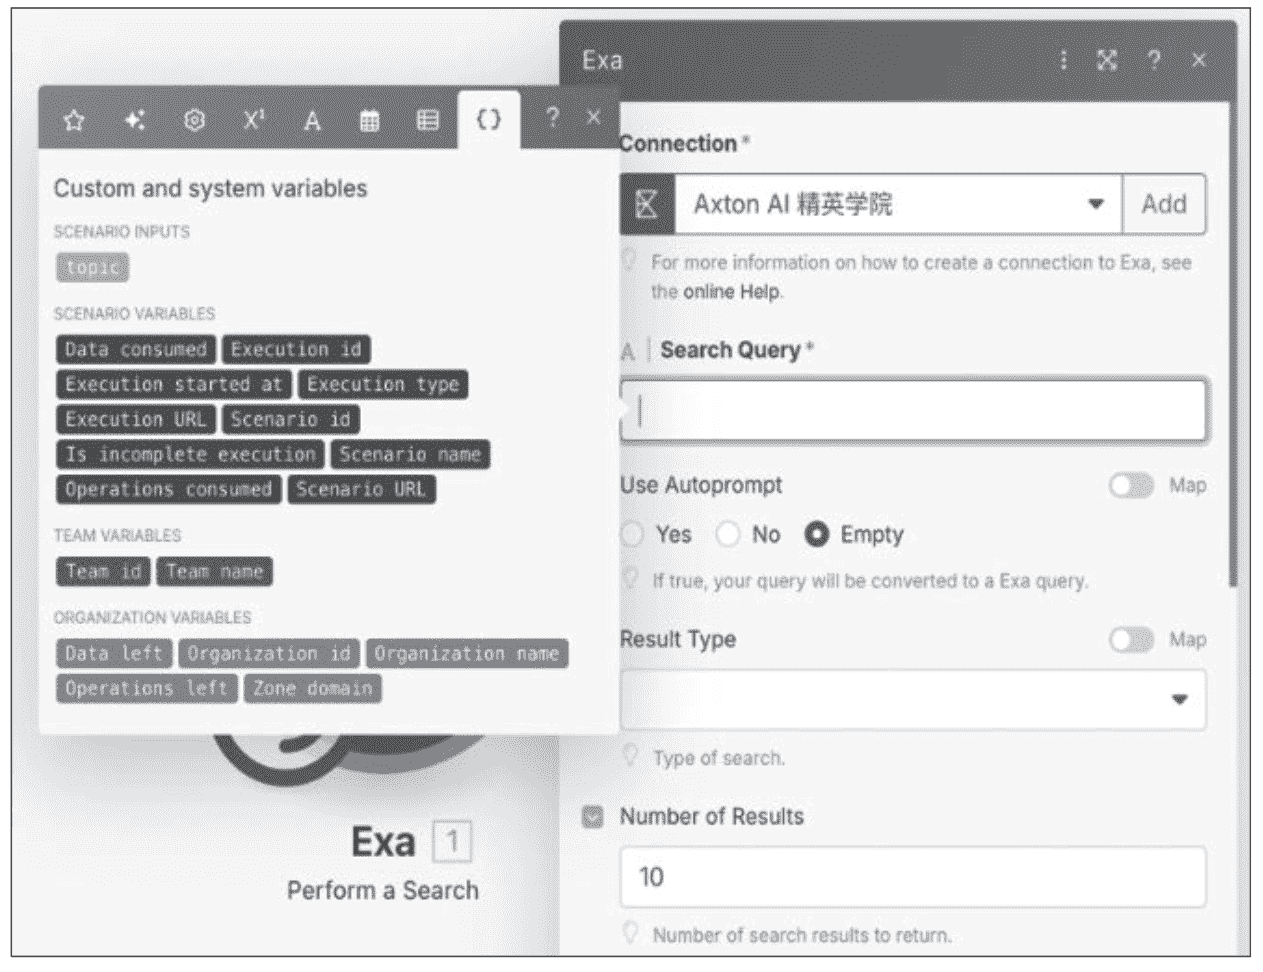 Exa
?
×
X¹ A {} ? ×
Custom and system variables
SCENARIO INPUTS
topic
SCENARIO VARIABLES
Data consumed Execution id
Execution started at Execution type
Execution URL Scenario id
Is incomplete execution Scenario name
Operations consumed Scenario URL
TEAM VARIABLES
Team id Team name
ORGANIZATION VARIABLES
Data left Organization id Organization name
Operations left Zone domain
Exa 1
Perform a Search
Connection*
Axton AI 精英学院 Add
For more information on how to create a connection to Exa, see
the online Help.
A | Search Query*
Use Autoprompt Map
Yes No Empty
If true, your query will be converted to a Exa query.
Result Type Map
Type of search.
Number of Results
10
Number of search results to return.